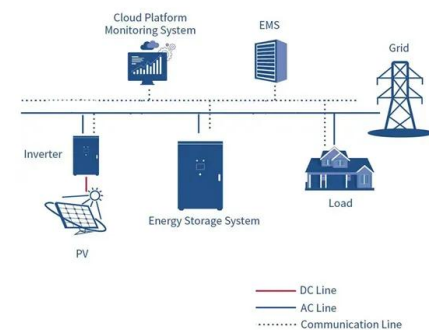 Cloud Platform
Monitoring System
EMS
Grid
Inverter
Energy Storage System
Load
PV
DC Line
AC Line
Communication Line